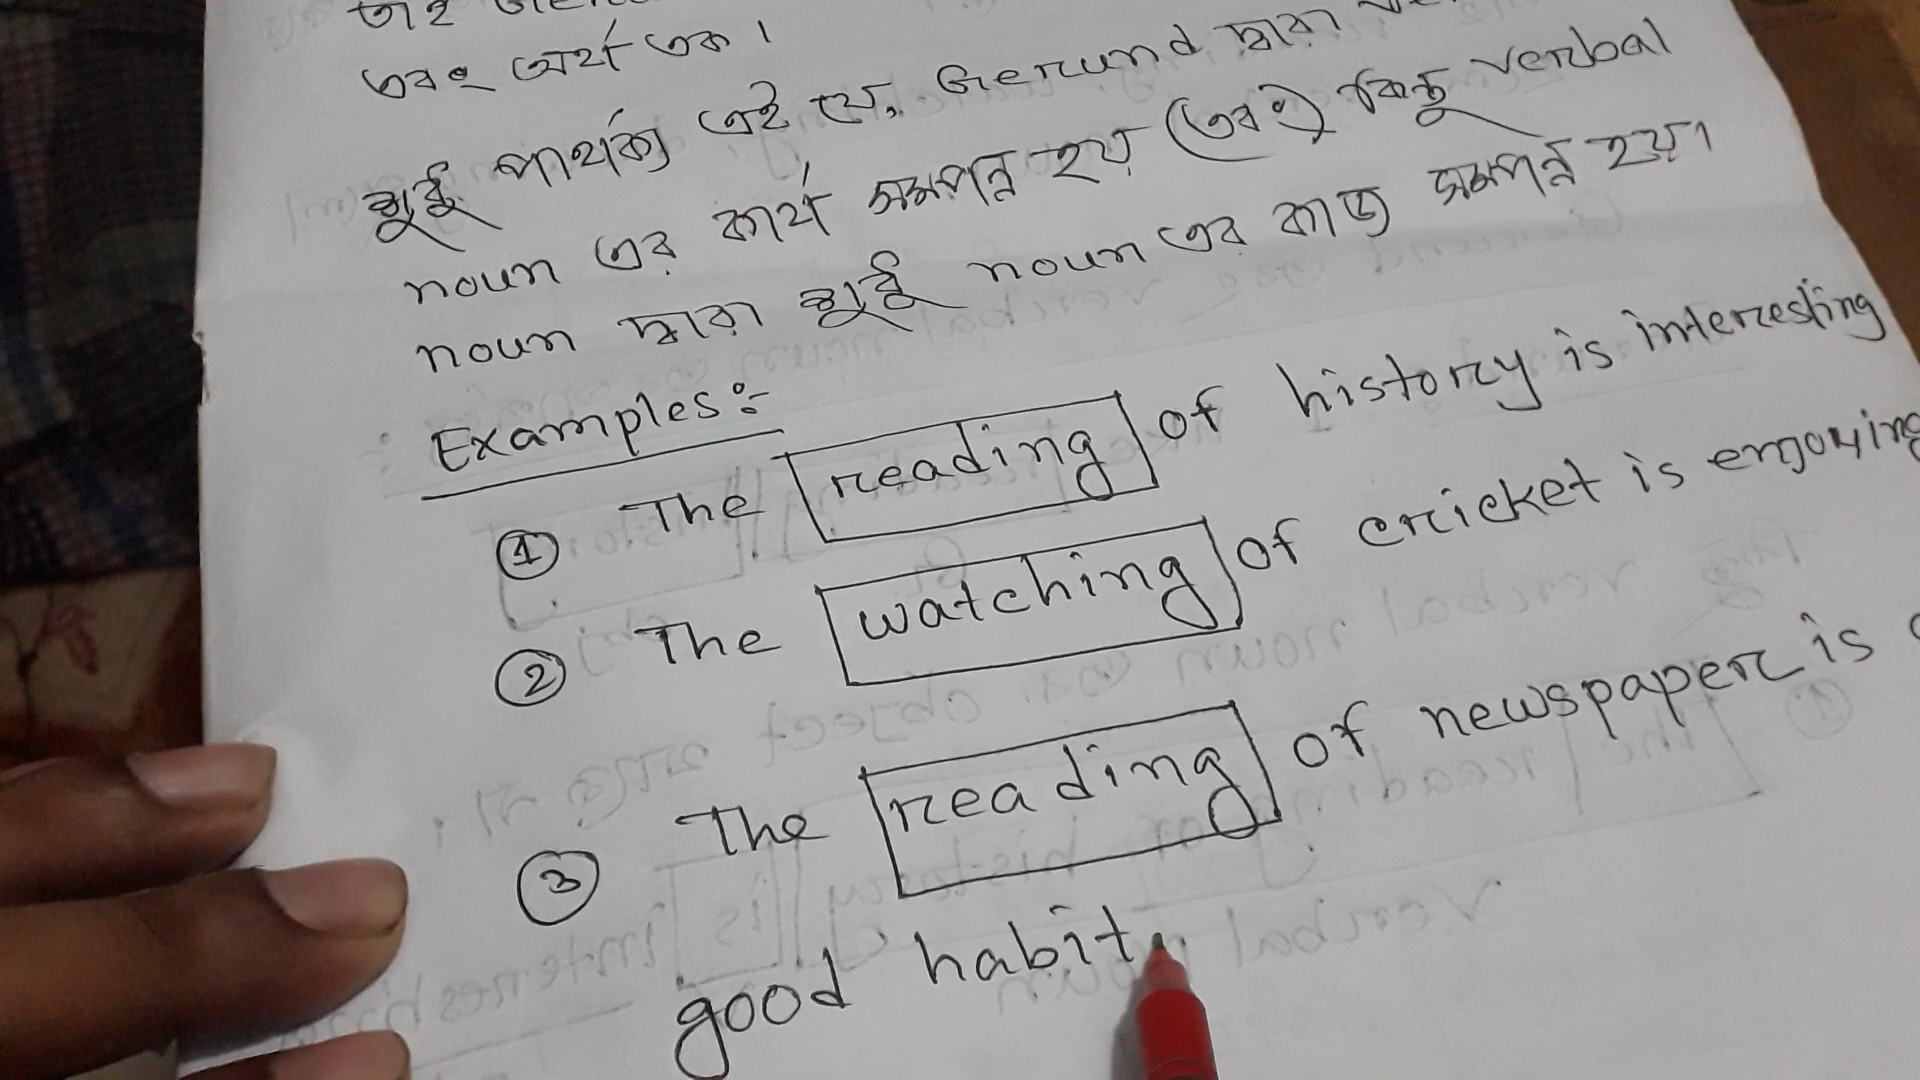 এবং অর্থ এক।
শুধু পার্থক্য এই যে, Gerund দ্বারা
noun এর কার্য সম্পন্ন হয় (এবং) কিন্তু verbal
noun দ্বারা শুধু noun এর কাজ সম্পন্ন হয়।
Examples:-
① The reading of history is interesting
② The watching of cricket is enjoying
③ The reading of newspaper is
good habit